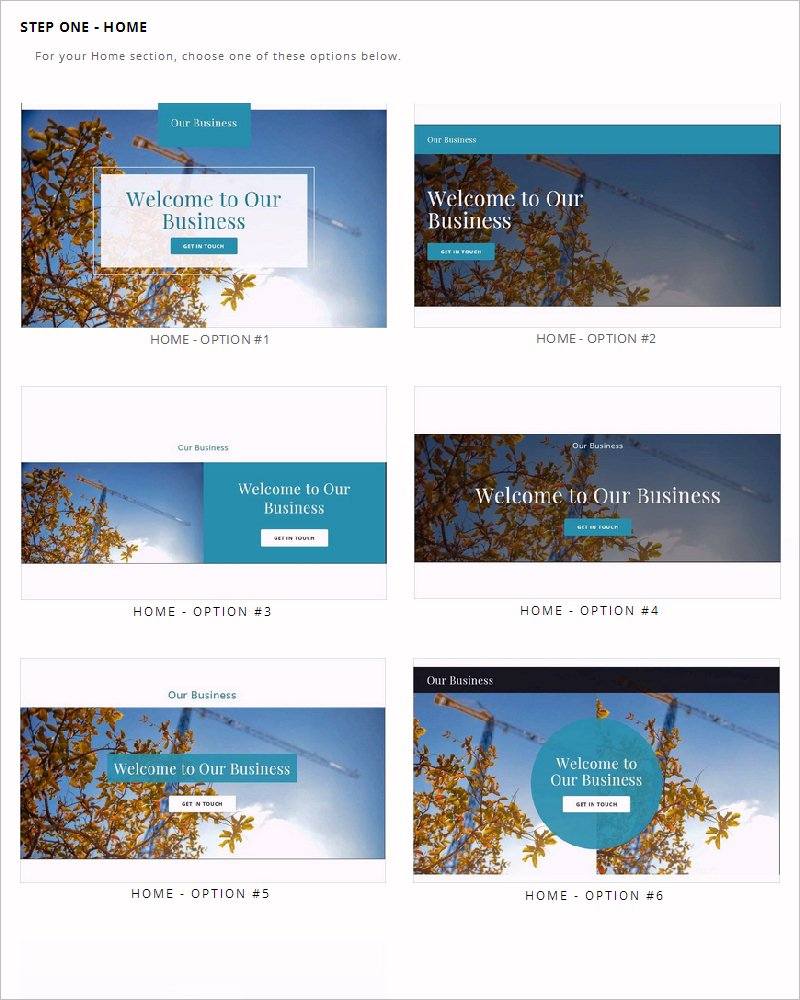 STEP ONE - HOME
For your Home section, choose one of these options below.
Our Business
Welcome to Our
Business
GET IN TOUCH
HOME - OPTION #1
Our Business
Welcome to Our
Business
GET IN TOUCH
HOME - OPTION #2
Our Business
Welcome to Our
Business
GET IN TOUCH
HOME - OPTION #3
Our Business
Welcome to Our Business
GET IN TOUCH
HOME - OPTION #4
Our Business
Welcome to Our Business
GET IN TOUCH
HOME - OPTION #5
Our Business
Welcome to
Our Business
GET IN TOUCH
HOME - OPTION #6